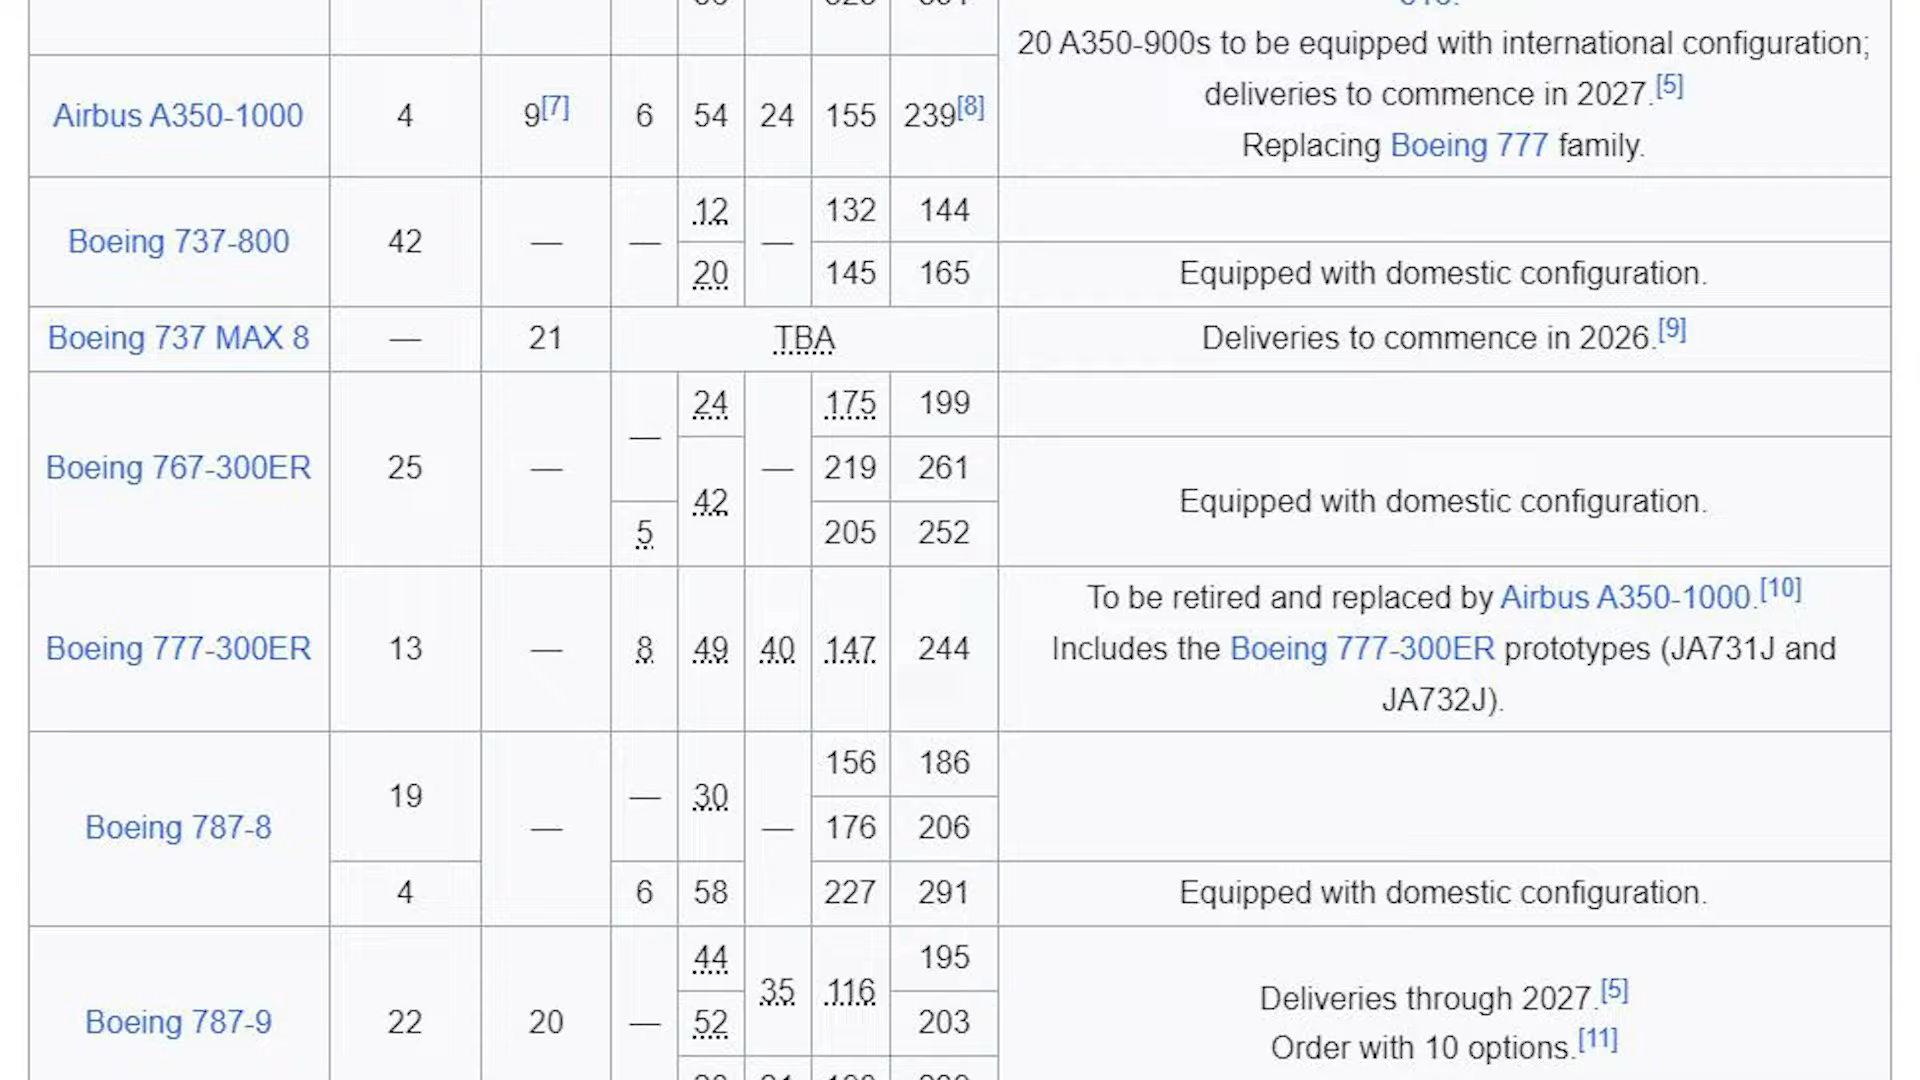 20 A350-900s to be equipped with international configuration;
deliveries to commence in 2027.[5]
Replacing Boeing 777 family.
Airbus A350-1000 4 9[7] 6 54 24 155 239[8]
Boeing 737-800 42 — — 12 — 132 144
20 145 165 Equipped with domestic configuration.
Boeing 737 MAX 8 — 21 TBA Deliveries to commence in 2026.[9]
Boeing 767-300ER 25 — — 24 — 175 199
42 219 261 Equipped with domestic configuration.
5 205 252
Boeing 777-300ER 13 — 8 49 40 147 244
To be retired and replaced by Airbus A350-1000.[10]
Includes the Boeing 777-300ER prototypes (JA731J and
JA732J).
Boeing 787-8 19 — — 30 — 156 186
176 206
4 6 58 227 291 Equipped with domestic configuration.
Boeing 787-9 22 20 — 44 35 116 195
52 203
Deliveries through 2027.[5]
Order with 10 options.[11]